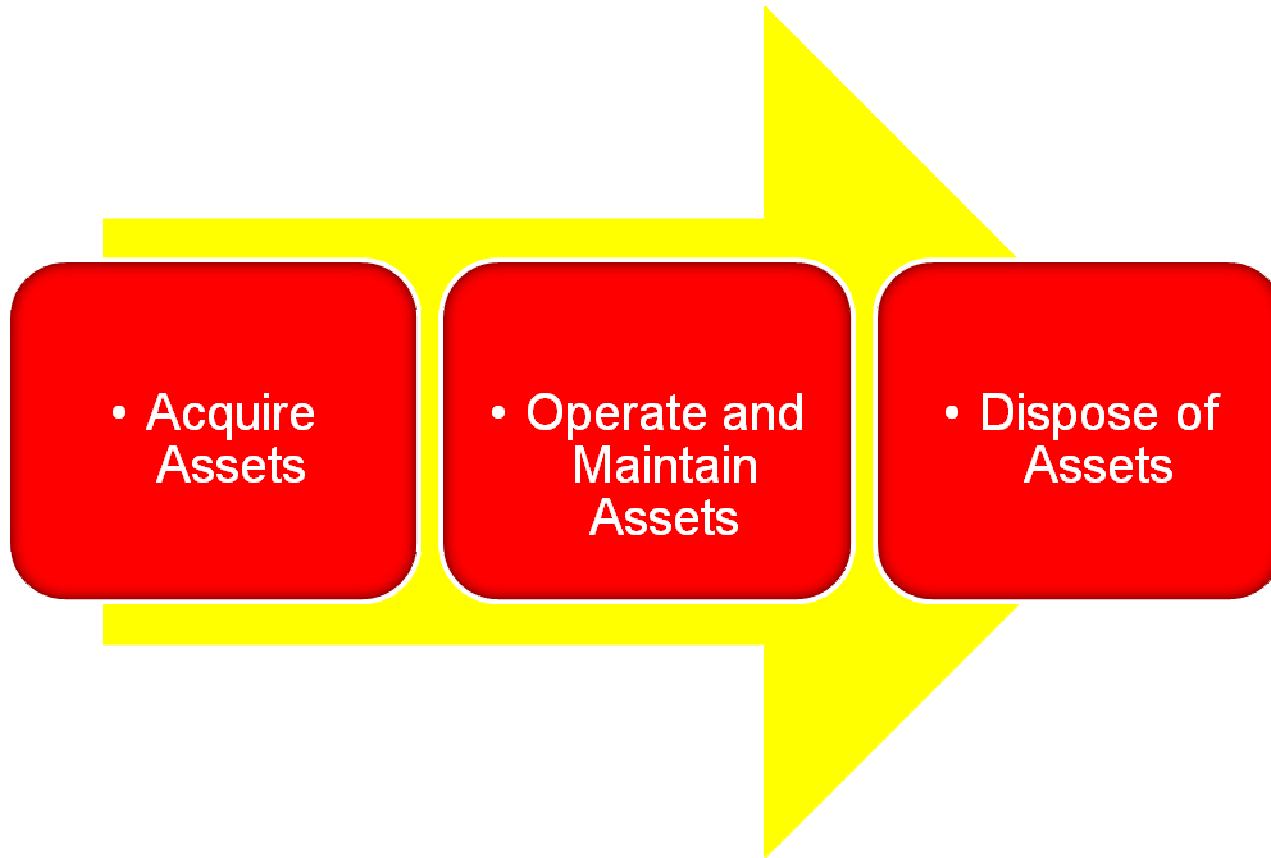 • Acquire
Assets
• Operate and
Maintain
Assets
• Dispose of
Assets